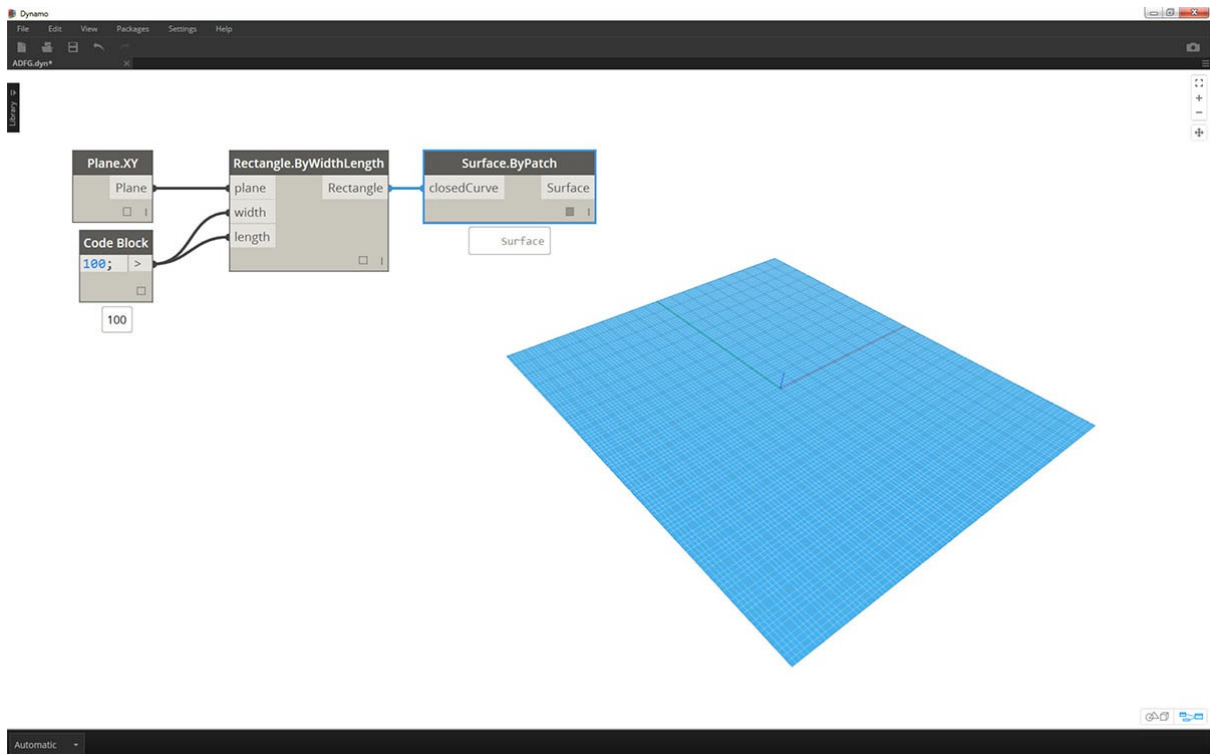 Dynamo
File Edit View Packages Settings Help
ADFG.dyn*
Library
Plane.XY
Plane
Code Block
100; >
100
Rectangle.ByWidthLength
plane Rectangle
width
length
Surface.ByPatch
closedCurve Surface
Surface
Automatic